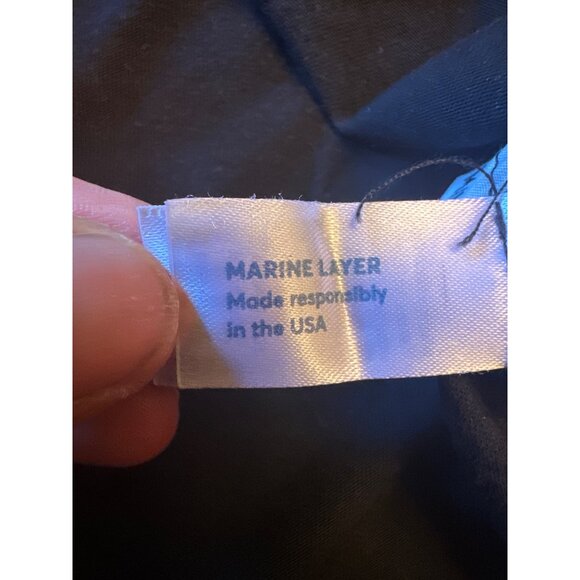 MARINE LAYER
Made responsibly
in the USA